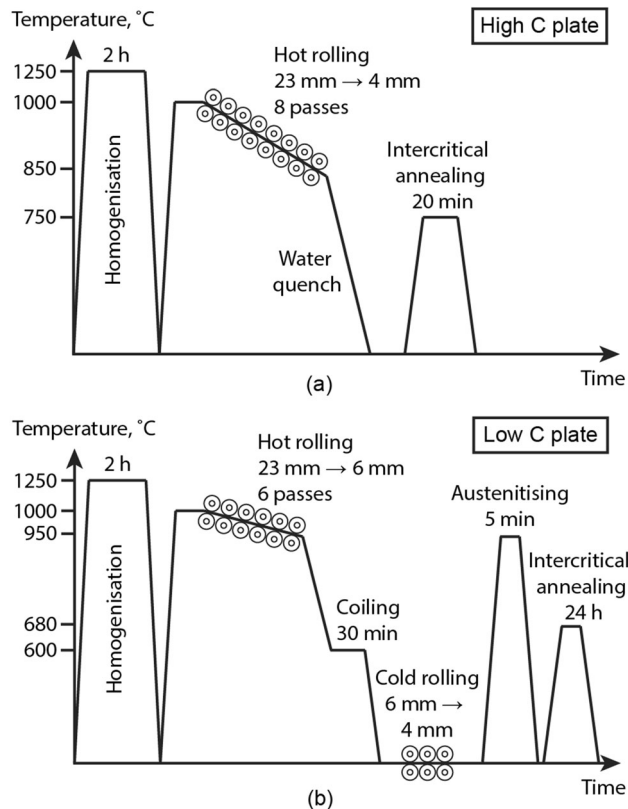 Temperature, °C
High C plate
1250
1000
850
750
2 h
Homogenisation
Hot rolling
23 mm → 4 mm
8 passes
Water
quench
Intercritical
annealing
20 min
Time
(a)
Temperature, °C
Low C plate
1250
1000
950
680
600
2 h
Homogenisation
Hot rolling
23 mm → 6 mm
6 passes
Coiling
30 min
Cold rolling
6 mm →
4 mm
Austenitising
5 min
Intercritical
annealing
24 h
Time
(b)